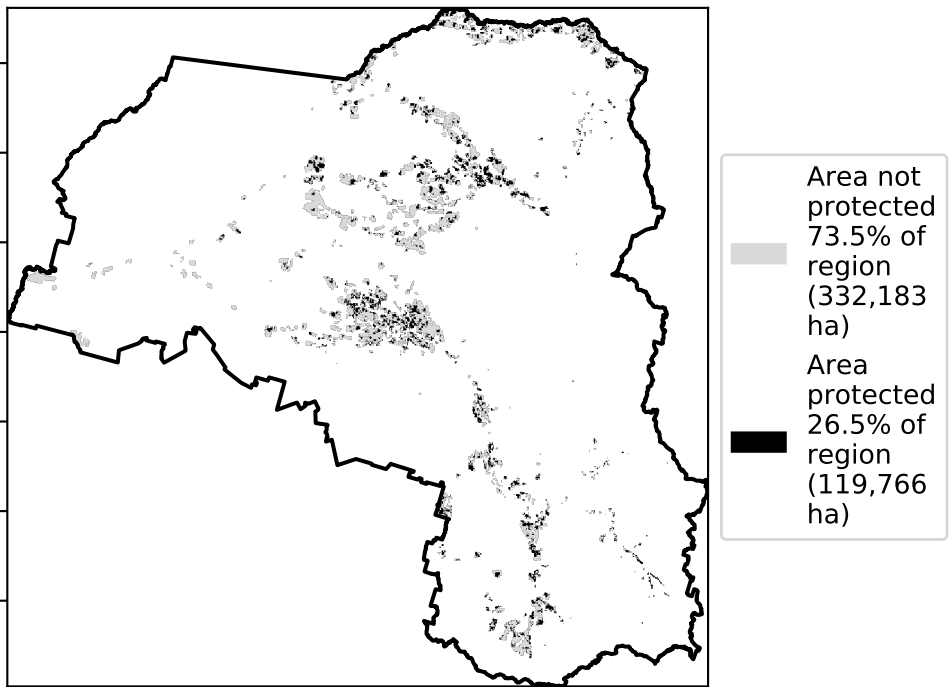 Area not
protected
73.5% of
region
(332,183
ha)
Area
protected
26.5% of
region
(119,766
ha)